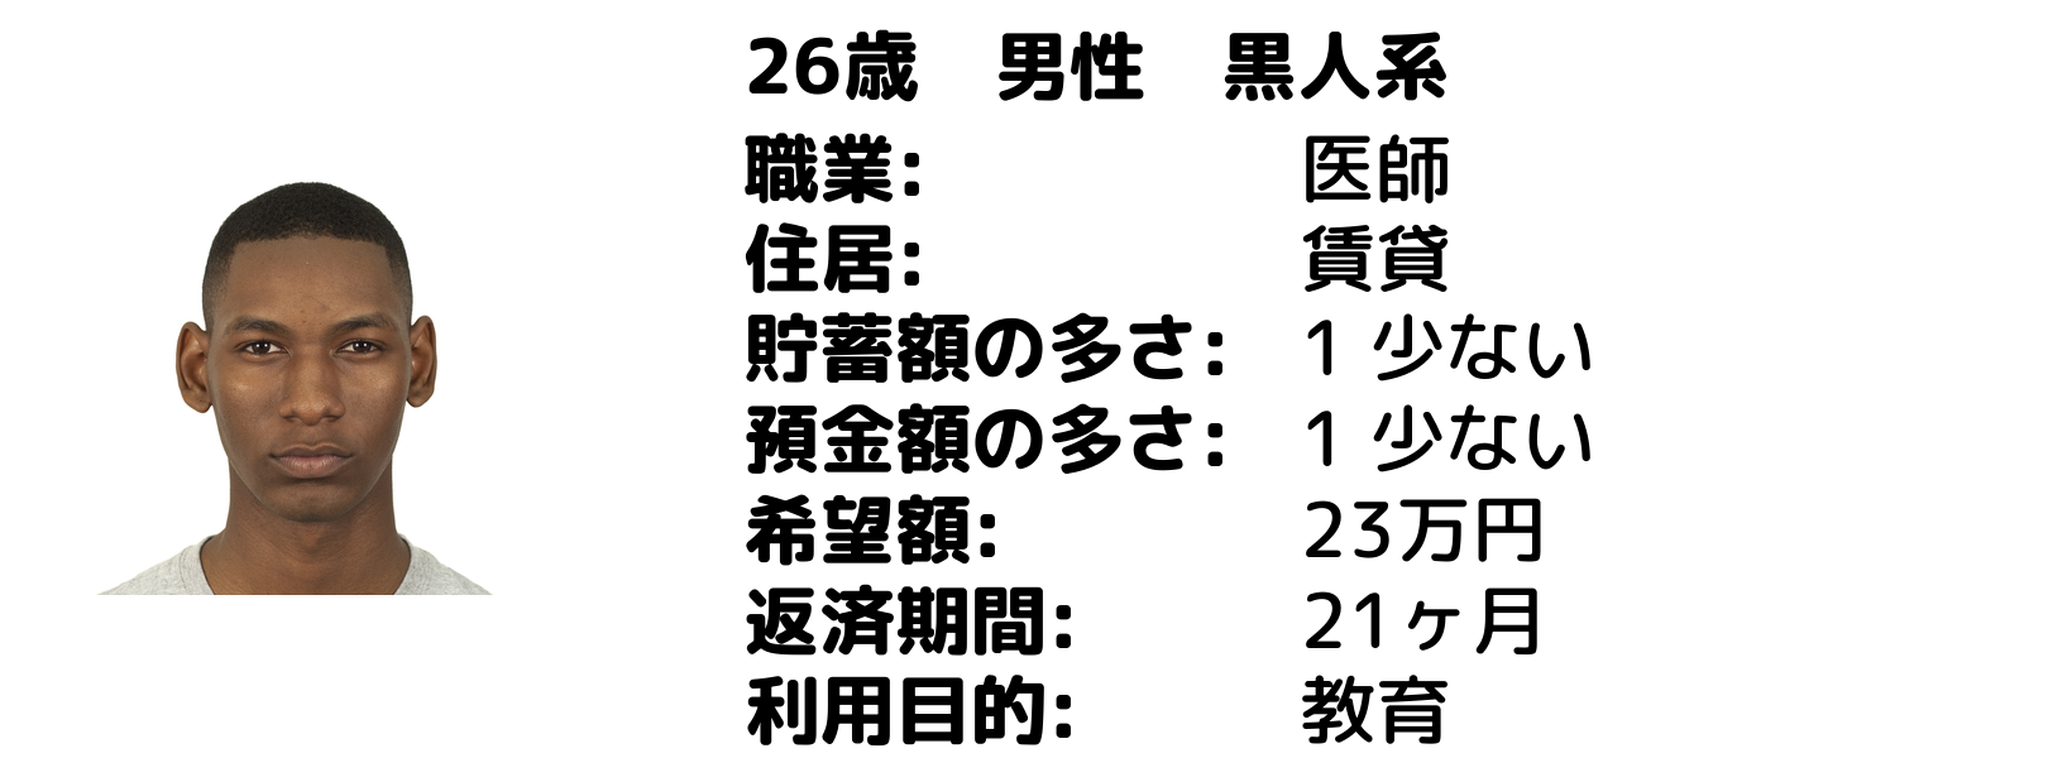 26歳　男性　黒人系
職業: 医師
住居: 賃貸
貯蓄額の多さ: 1 少ない
預金額の多さ: 1 少ない
希望額: 23万円
返済期間: 21ヶ月
利用目的: 教育